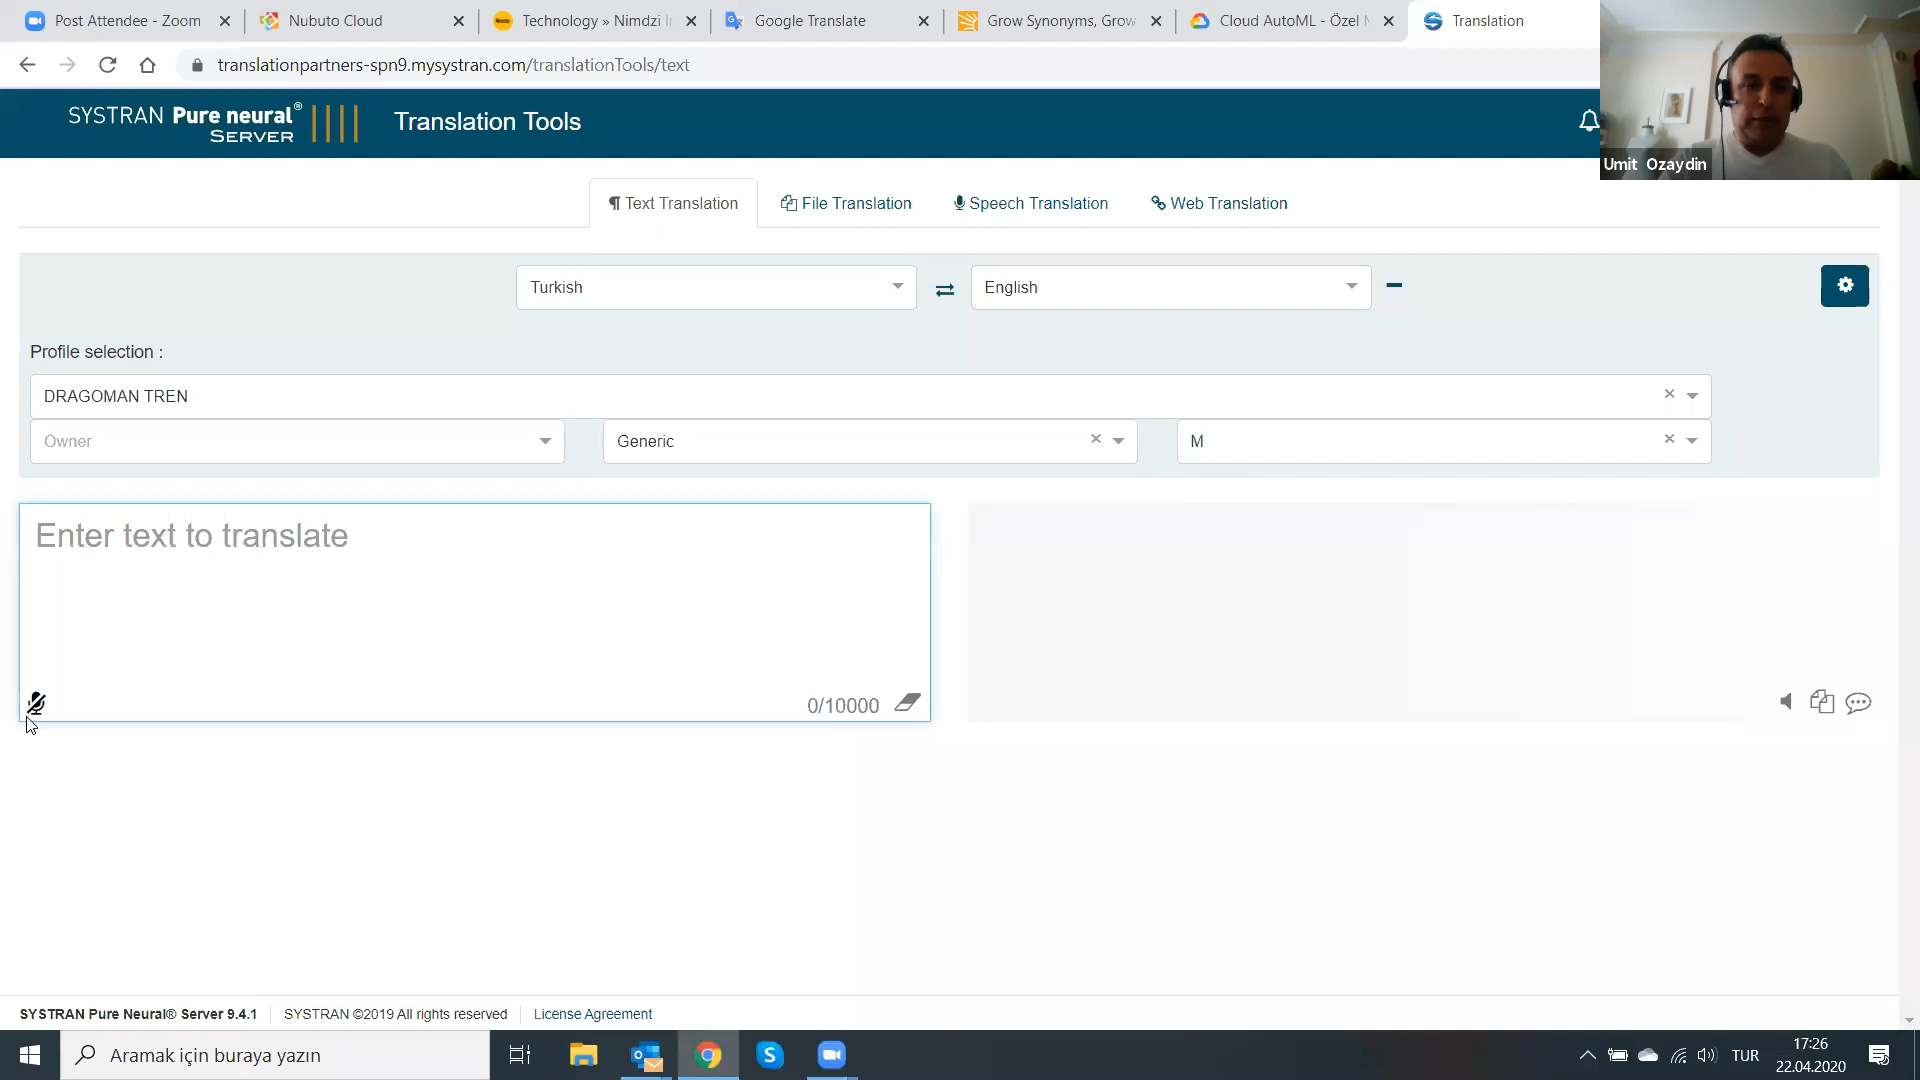 Post Attendee - Zoom
Nubuto Cloud
Technology » Nimdzi
Google Translate
Grow Synonyms, Grow
Cloud AutoML - Özel
Translation
translationpartners-spn9.mysystran.com/translationTools/text
SYSTRAN Pure neural®
SERVER
Translation Tools
Umit Ozaydin
Text Translation
File Translation
Speech Translation
Web Translation
Turkish
English
Profile selection :
DRAGOMAN TREN
Owner
Generic
M
Enter text to translate
0/10000
SYSTRAN Pure Neural® Server 9.4.1
SYSTRAN ©2019 All rights reserved
License Agreement
Aramak için buraya yazın
TUR
17:26
22.04.2020